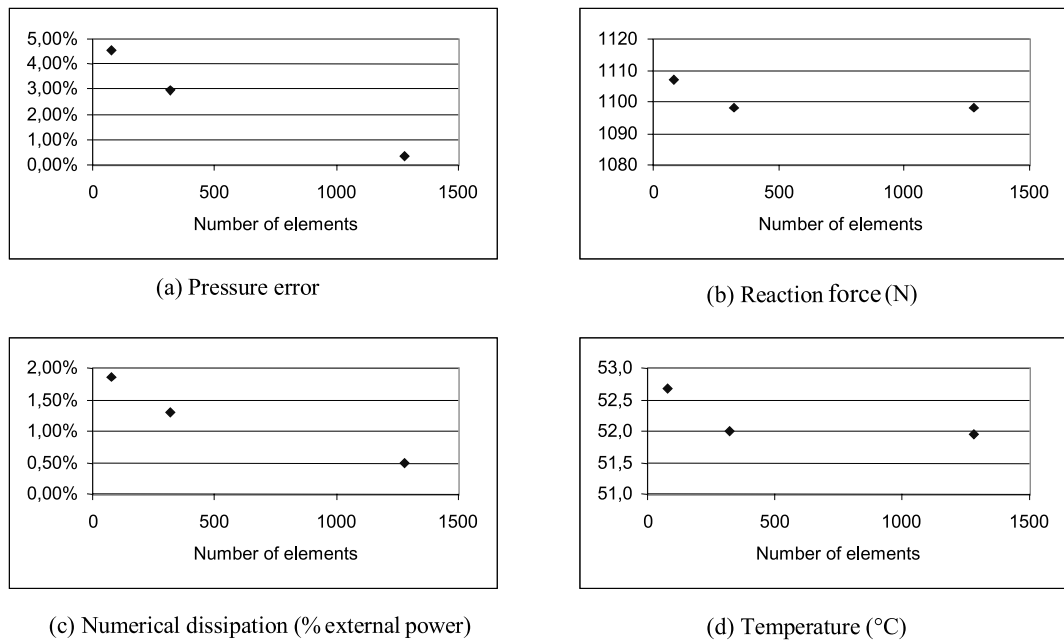 5,00%
4,00%
3,00%
2,00%
1,00%
0,00%
0 500 1000 1500
Number of elements
(a) Pressure error
1120
1110
1100
1090
1080
0 500 1000 1500
Number of elements
(b) Reaction force (N)
2,00%
1,50%
1,00%
0,50%
0,00%
0 500 1000 1500
Number of elements
(c) Numerical dissipation (% external power)
53,0
52,5
52,0
51,5
51,0
0 500 1000 1500
Number of elements
(d) Temperature (°C)